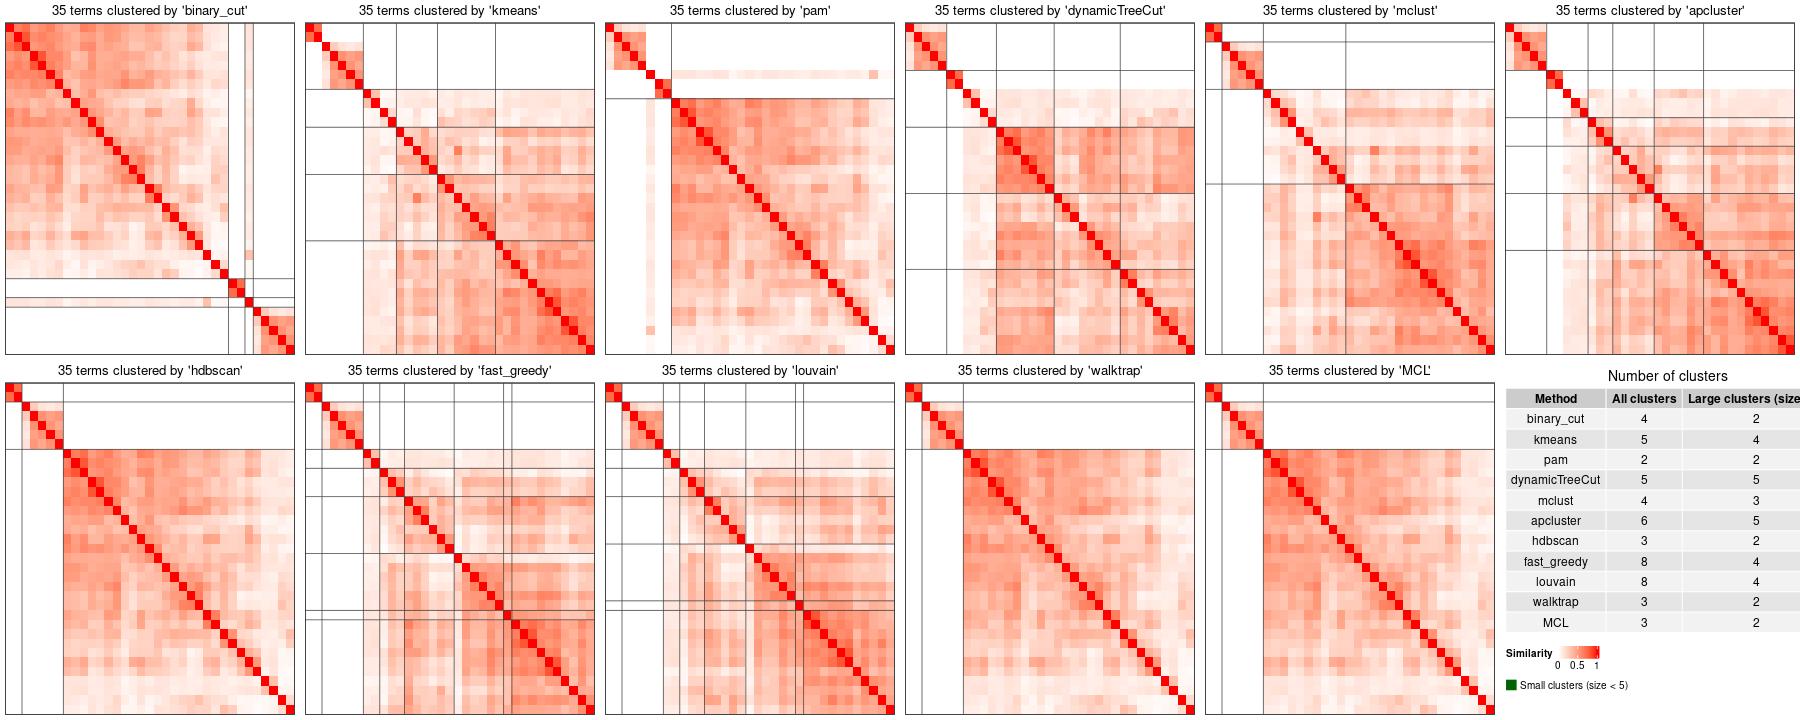 35 terms clustered by 'binary_cut'
35 terms clustered by 'kmeans'
35 terms clustered by 'pam'
35 terms clustered by 'dynamicTreeCut'
35 terms clustered by 'mclust'
35 terms clustered by 'apcluster'
35 terms clustered by 'hdbscan'
35 terms clustered by 'fast_greedy'
35 terms clustered by 'louvain'
35 terms clustered by 'walktrap'
35 terms clustered by 'MCL'
Number of clusters
Method All clusters Large clusters (size
binary_cut 4 2
kmeans 5 4
pam 2 2
dynamicTreeCut 5 5
mclust 4 3
apcluster 6 5
hdbscan 3 2
fast_greedy 8 4
louvain 8 4
walktrap 3 2
MCL 3 2
Similarity
0 0.5 1
Small clusters (size < 5)